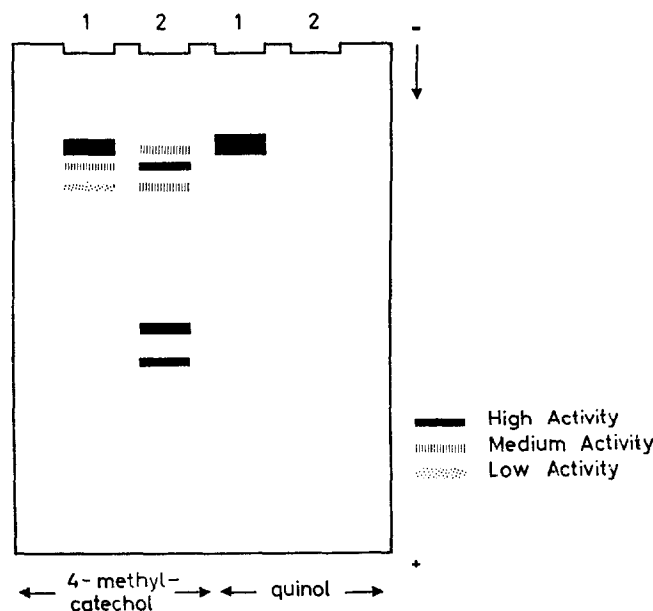 1 2 1 2
-
High Activity
Medium Activity
Low Activity
+
4-methyl-
catechol
quinol